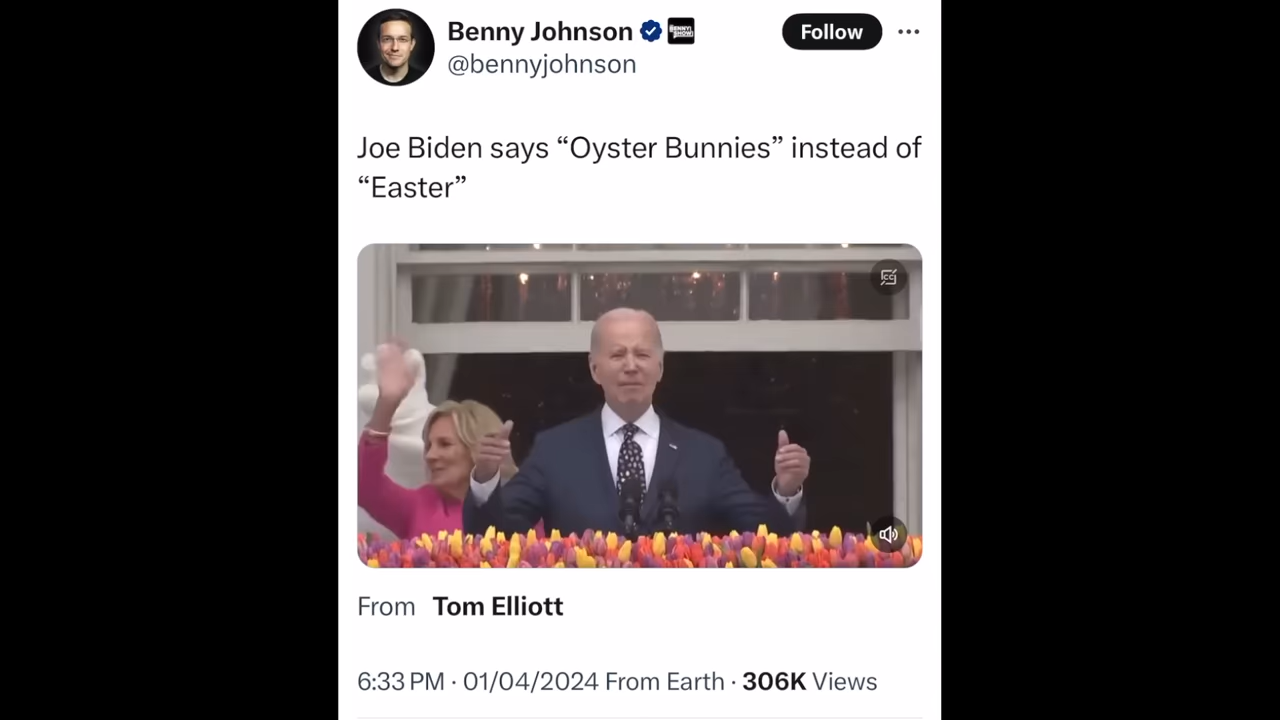 Benny Johnson
Follow
@bennyjohnson
Joe Biden says “Oyster Bunnies” instead of
“Easter”
From Tom Elliott
6:33 PM · 01/04/2024 From Earth · 306K Views